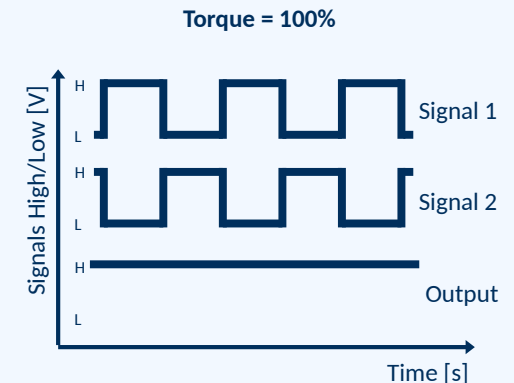 Torque = 100%
Signals High/Low [V]
H
Signal 1
L
H
Signal 2
L
H
Output
L
Time [s]